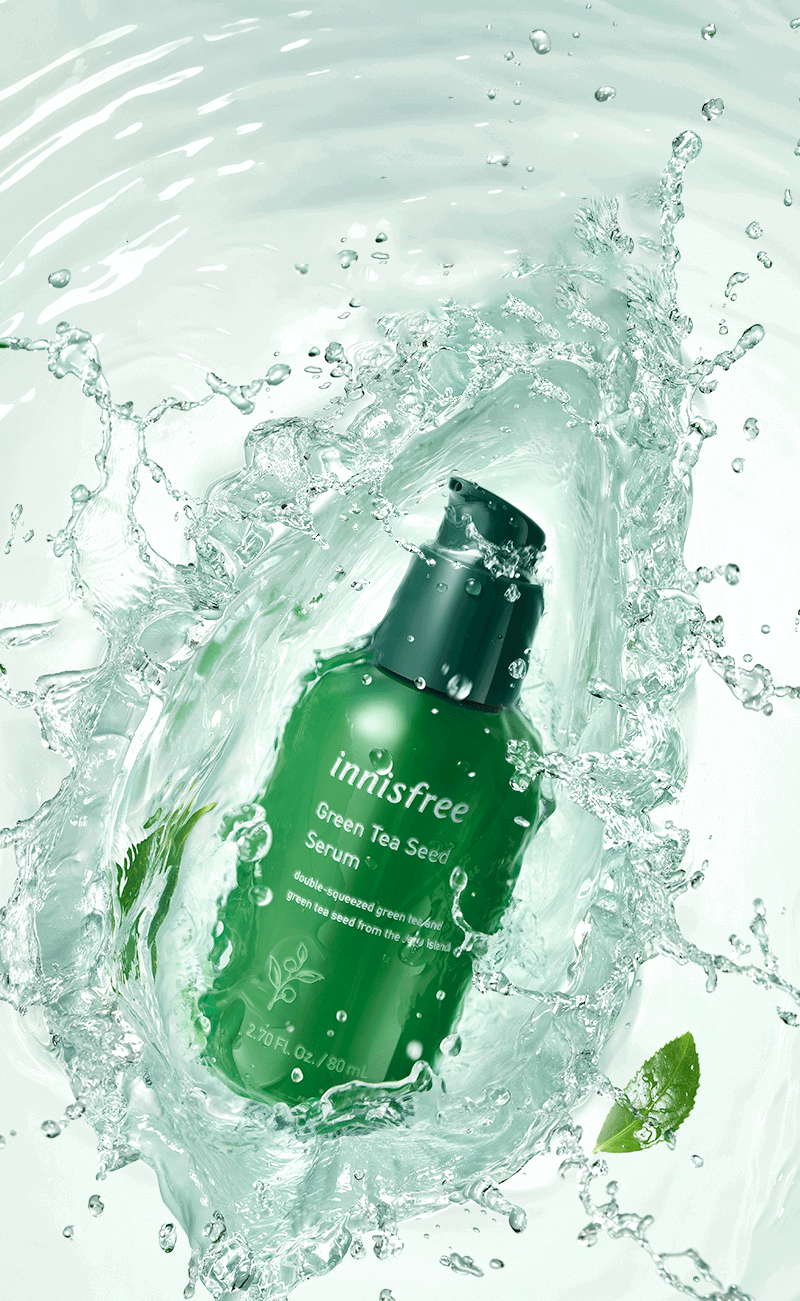 innisfree
Green Tea Seed
Serum
double-squeezed green tea and
green tea seed from the Jeju island
2.70 Fl. Oz. / 80 mL